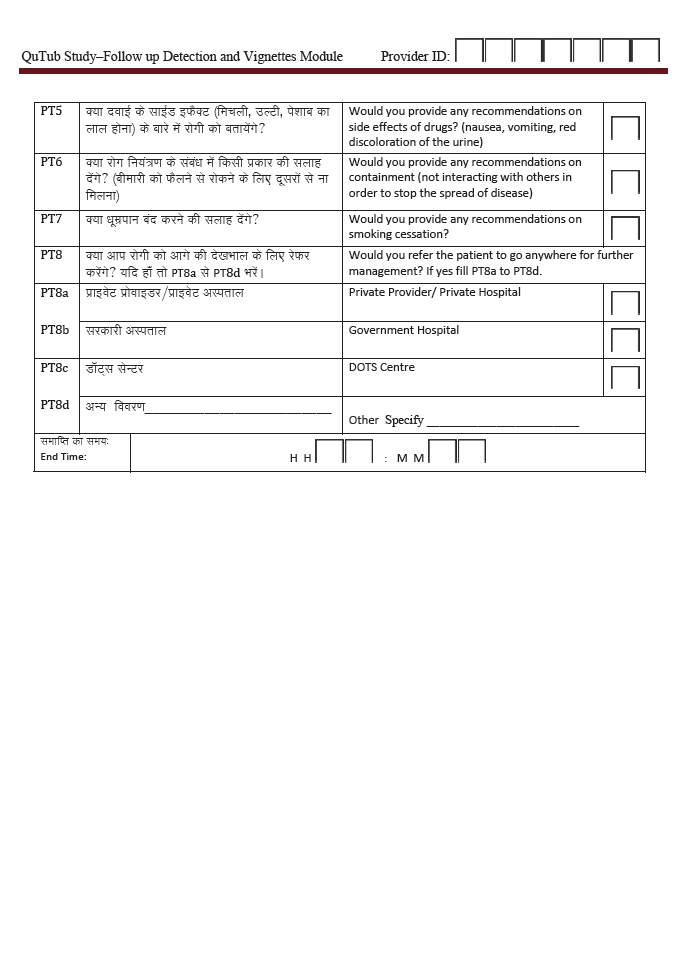 QuTub Study–Follow up Detection and Vignettes Module Provider ID:
PT5
क्या दवाई के साईड इफैक्ट (मिचली, उल्टी, पेशाब का
लाल होना) के बारे में रोगी को बतायेंगे?
Would you provide any recommendations on
side effects of drugs? (nausea, vomiting, red
discoloration of the urine)
PT6
क्या रोग नियंत्रण के संबंध में किसी प्रकार की सलाह
देंगे? (बीमारी को फैलने से रोकने के लिए दूसरों से ना
मिलना)
Would you provide any recommendations on
containment (not interacting with others in
order to stop the spread of disease)
PT7
क्या धूम्रपान बंद करने की सलाह देंगे?
Would you provide any recommendations on
smoking cessation?
PT8
क्या आप रोगी को आगे की देखभाल के लिए रेफर
करेंगे? यदि हाँ तो PT8a से PT8d भरें।
Would you refer the patient to go anywhere for further
management? If yes fill PT8a to PT8d.
PT8a
प्राइवेट प्रोवाइडर/प्राइवेट अस्पताल
Private Provider/ Private Hospital
PT8b
सरकारी अस्पताल
Government Hospital
PT8c
डॉट्स सेन्टर
DOTS Centre
PT8d
अन्य विवरण____________________________
Other Specify _______________________
समाप्ति का समयः
End Time:
H H : M M